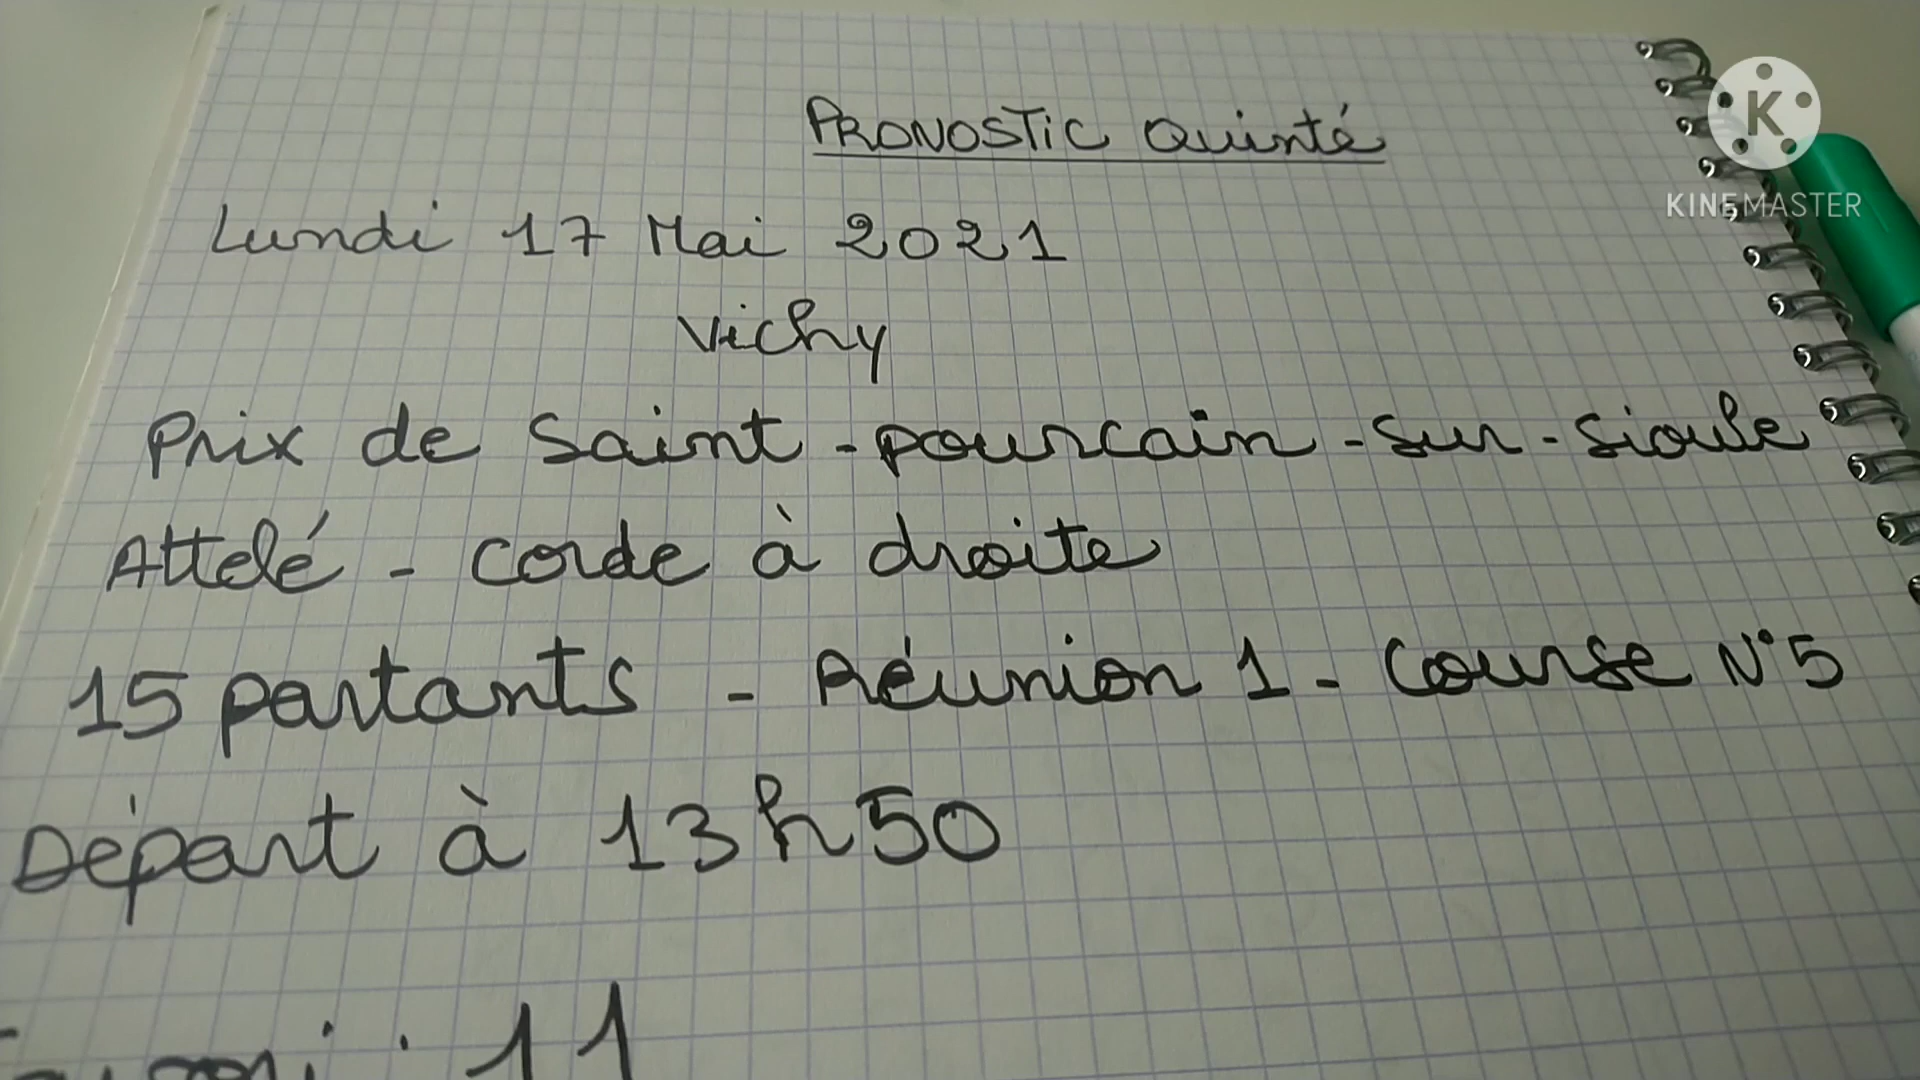 PRONOSTIC Quinté
K
KINEMASTER
Lundi 17 Mai 2021
Vichy
Prix de Saint-pourcain-sur-sioule
Attelé - Corde à droite
15 partants - Réunion 1 - Course N°5
Départ à 13h50
: 11